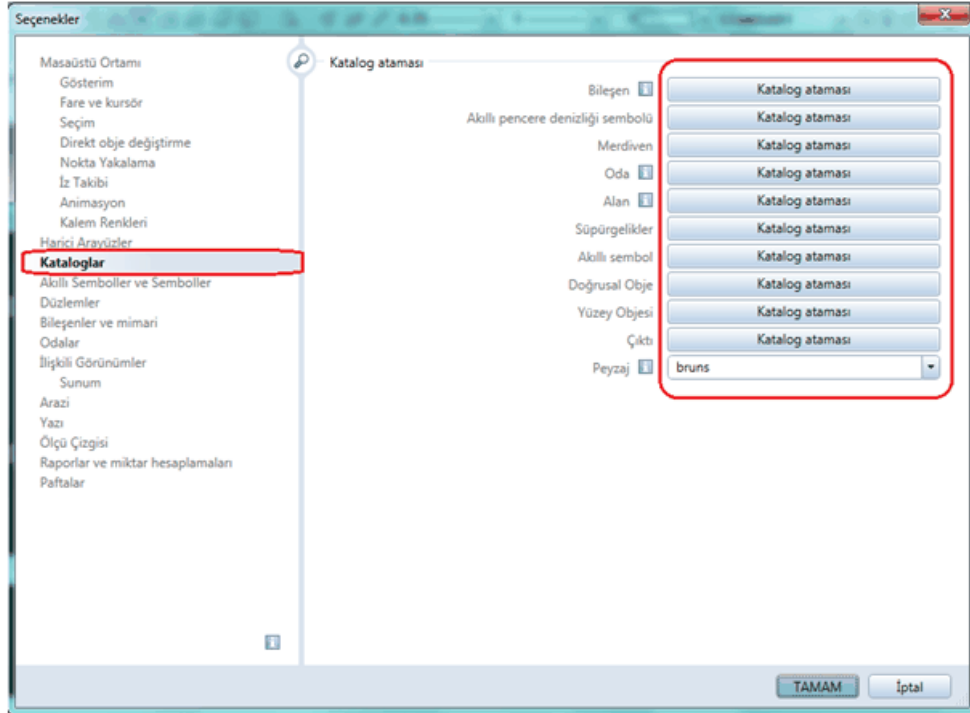 Seçenekler
Masaüstü Ortamı
Gösterim
Fare ve kursör
Seçim
Direkt obje değiştirme
Nokta Yakalama
İz Takibi
Animasyon
Kalem Renkleri
Harici Arayüzler
Kataloglar
Akıllı Semboller ve Semboller
Düzlemler
Bileşenler ve mimari
Odalar
İlişkili Görünümler
Sunum
Arazi
Yazı
Ölçü Çizgisi
Raporlar ve miktar hesaplamaları
Paftalar
Katalog ataması
Bileşen Katalog ataması
Akıllı pencere denizliği sembolü Katalog ataması
Merdiven Katalog ataması
Oda Katalog ataması
Alan Katalog ataması
Süpürgelikler Katalog ataması
Akıllı sembol Katalog ataması
Doğrusal Obje Katalog ataması
Yüzey Objesi Katalog ataması
Çıktı Katalog ataması
Peyzaj bruns
TAMAM İptal